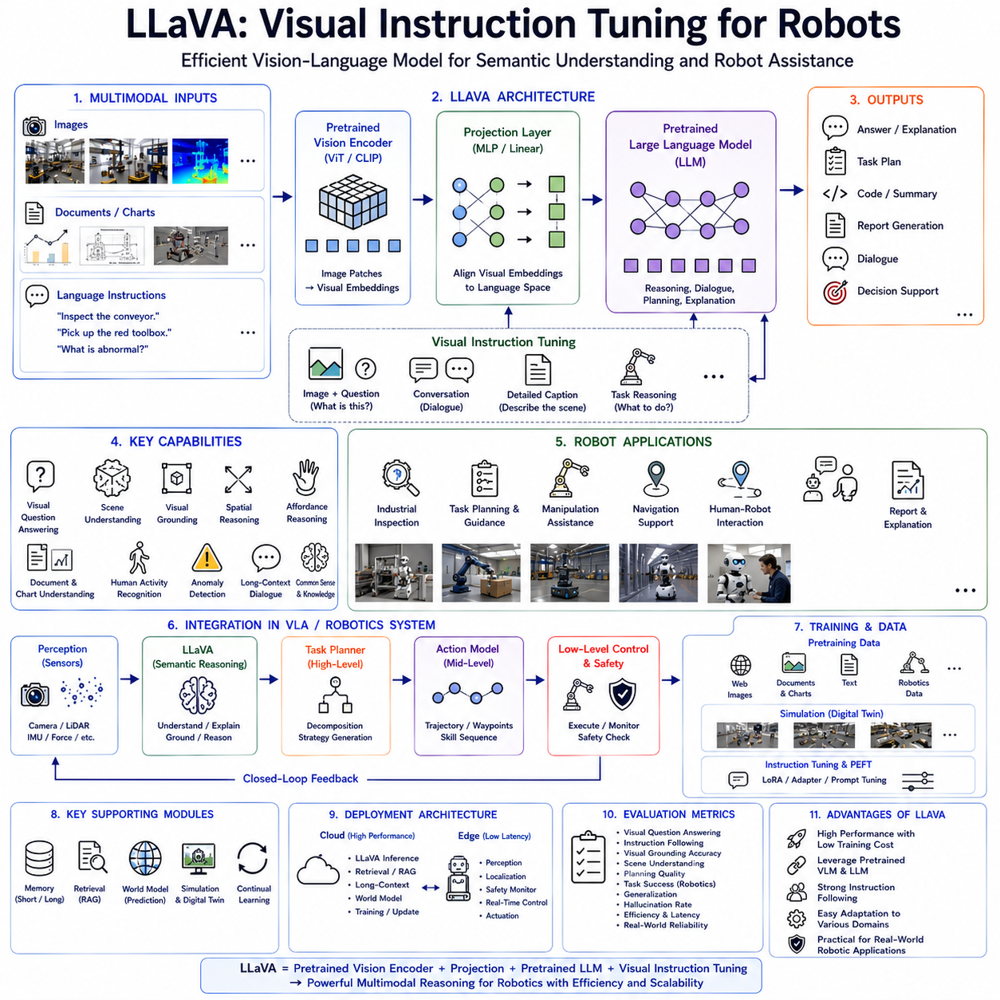 LLaVA: Visual Instruction Tuning for Robots
Efficient Vision-Language Model for Semantic Understanding and Robot Assistance
1. MULTIMODAL INPUTS
Images
...
Documents / Charts
...
Language Instructions
"Inspect the conveyor."
"Pick up the red toolbox."
"What is abnormal?"
...
2. LLAVA ARCHITECTURE
Pretrained
Vision Encoder
(ViT / CLIP)
Image Patches
→ Visual Embeddings
Projection Layer
(MLP / Linear)
Align Visual Embeddings
to Language Space
Pretrained
Large Language Model
(LLM)
Reasoning, Dialogue,
Planning, Explanation
Visual Instruction Tuning
Image + Question
(What is this?)
Conversation
(Dialogue)
Detailed Caption
(Describe the scene)
Task Reasoning
(What to do?)
...
3. OUTPUTS
Answer / Explanation
Task Plan
</> Code / Summary
Report Generation
Dialogue
Decision Support
...
4. KEY CAPABILITIES
Visual
Question
Answering
Scene
Understanding
Visual
Grounding
Spatial
Reasoning
Affordance
Reasoning
Document &
Chart Understanding
Human Activity
Recognition
Anomaly
Detection
Long-Context
Dialogue
Common Sense
& Knowledge
5. ROBOT APPLICATIONS
Industrial
Inspection
Task Planning &
Guidance
Manipulation
Assistance
Navigation
Support
Human-Robot
Interaction
Report &
Explanation
...
6. INTEGRATION IN VLA / ROBOTICS SYSTEM
Perception
(Sensors)
Camera / LiDAR
IMU / Force / etc.
LLaVA
(Semantic Reasoning)
Understand / Explain
Ground / Reason
Task Planner
(High-Level)
Decomposition
Strategy Generation
Action Model
(Mid-Level)
Trajectory / Waypoints
Skill Sequence
Low-Level Control
& Safety
Execute / Monitor
Safety Check
Closed-Loop Feedback
7. TRAINING & DATA
Pretraining Data
Web
Images
Documents
& Charts
Text
Robotics
Data
...
Simulation (Digital Twin)
...
Instruction Tuning & PEFT
LoRA / Adapter / Prompt Tuning
8. KEY SUPPORTING MODULES
Memory
(Short / Long)
Retrieval
(RAG)
World Model
(Prediction)
Simulation
& Digital Twin
Continual
Learning
9. DEPLOYMENT ARCHITECTURE
Cloud (High Performance)
• LLaVA Inference
• Retrieval / RAG
• Long-Context
• World Model
• Training / Update
Edge (Low Latency)
• Perception
• Localization
• Safety Monitor
• Real-Time Control
• Actuation
10. EVALUATION METRICS
• Visual Question Answering
• Instruction Following
• Visual Grounding Accuracy
• Scene Understanding
• Planning Quality
• Task Success (Robotics)
• Generalization
• Hallucination Rate
• Efficiency & Latency
• Real-World Reliability
11. ADVANTAGES OF LLAVA
High Performance with
Low Training Cost
Leverage Pretrained
VLM & LLM
Strong Instruction
Following
Easy Adaptation to
Various Domains
Practical for Real-World
Robotic Applications
LLaVA = Pretrained Vision Encoder + Projection + Pretrained LLM + Visual Instruction Tuning
→ Powerful Multimodal Reasoning for Robotics with Efficiency and Scalability